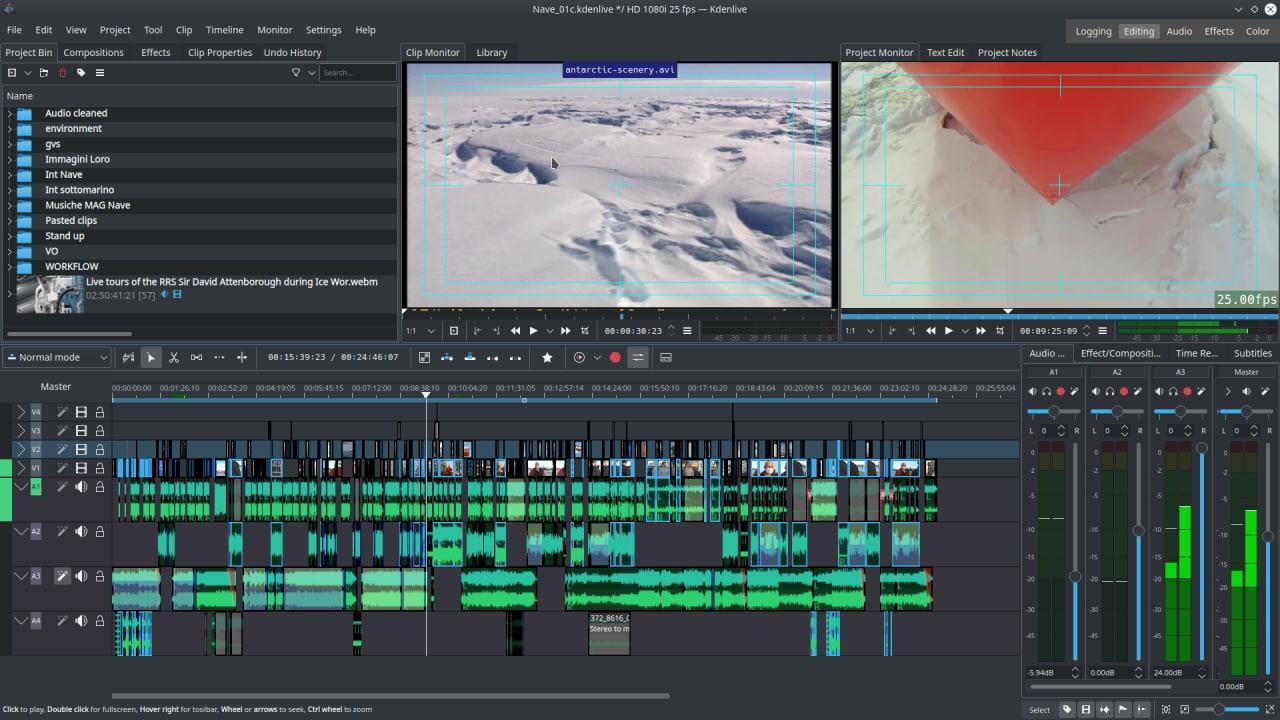 Nave_01c.kdenlive */ HD 1080i 25 fps — Kdenlive
File Edit View Project Tool Clip Timeline Monitor Settings Help
Logging Editing Audio Effects Color
Project Bin Compositions Effects Clip Properties Undo History
Clip Monitor Library
Project Monitor Text Edit Project Notes
Search...
antarctic-scenery.avi
Name
Audio cleaned
environment
gvs
Immagini Loro
Int Nave
Int sottomarino
Musiche MAG Nave
Pasted clips
Stand up
VO
WORKFLOW
Live tours of the RRS Sir David Attenborough during Ice Wor.webm
02:50:41:21 [57]
25.00fps
1:1 00:00:30:23 -45 -30 -20 -15 -10 -5 -2 0
1:1 00:09:25:09 -45 -30 -20 -15 -10 -5 -2 0
Normal mode 00:15:39:23 / 00:24:46:07
Audio ... Effect/Compositi... Time Re... Subtitles
Master
00:00:00:00 00:01:26:10 00:02:52:20 00:04:19:05 00:05:45:15 00:07:12:00 00:08:38:10 00:10:04:20 00:11:31:05 00:12:57:14 00:14:24:00 00:15:50:10 00:17:16:20 00:18:43:04 00:20:09:15 00:21:36:00 00:23:02:10 00:24:28:20 00:25:55:04
V4
V3
V2
V1
A1
A2
A3
A4
372_8616_0
Stereo to m
A1 A2 A3 Master
L 0 R L 0 R L 0 R L 0 R
0 0 0 0
-2 -2 -2 -2
-5 -5 -5 -5
-10 -10 -10 -10
-15 -15 -15 -15
-20 -20 -20 -20
-30 -30 -30 -30
-45 -45 -45 -45
-5.94dB 0.00dB 24.00dB
0.00dB
Click to play, Double click for fullscreen, Hover right for toolbar, Wheel or arrows to seek, Ctrl wheel to zoom
Select